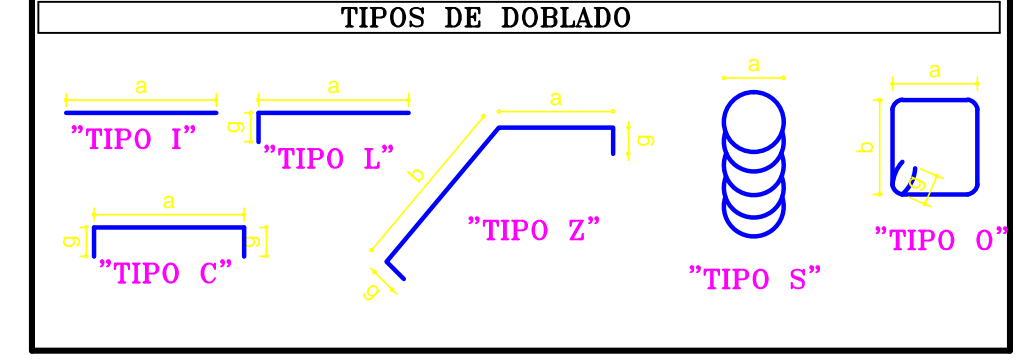 TIPOS DE DOBLADO
a
"TIPO I"
a
g
"TIPO L"
a
g
g
"TIPO C"
a
b
g
g
"TIPO Z"
a
"TIPO S"
a
b
g
"TIPO O"